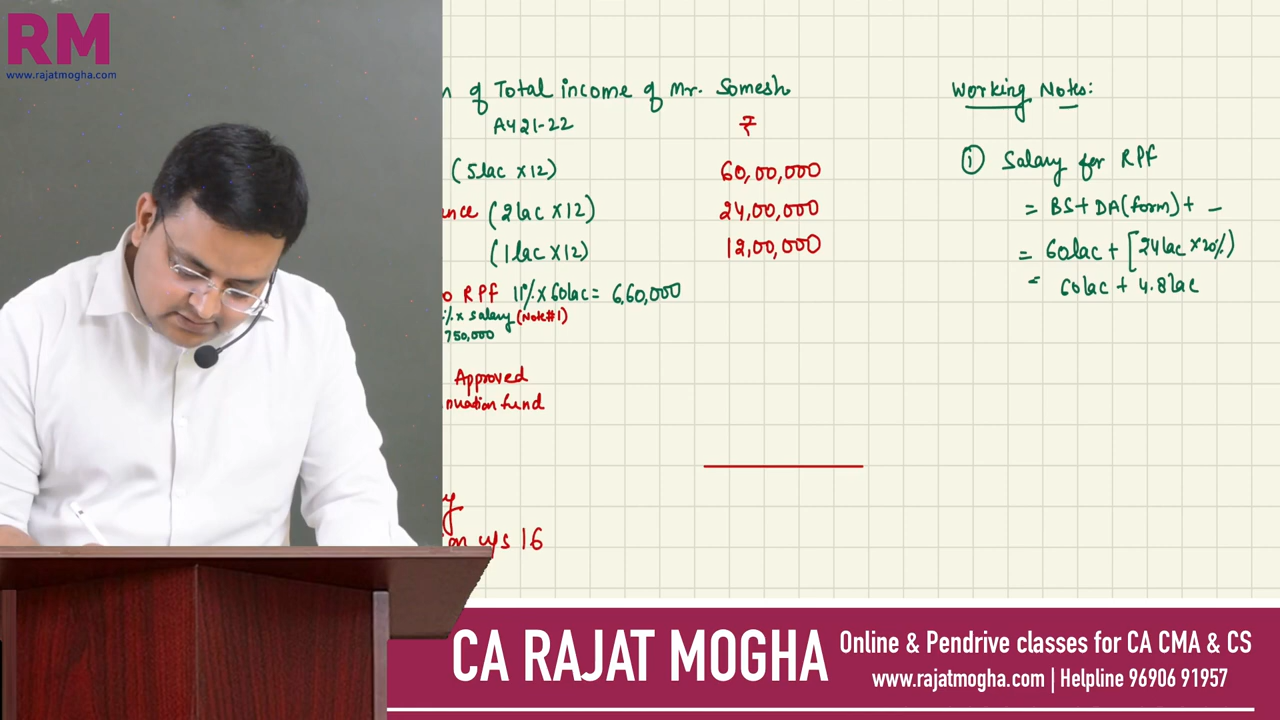 RM
www.rajatmogha.com
n of Total income of Mr. Somesh
AY 21-22
₹
(5lac x12) 60,00,000
ence (2lac x12) 24,00,000
(1lac x12) 12,00,000
o RPF 11% x 60lac = 6,60,000
% x salary (Note#1)
750,000
Approved
nuation fund
y
on u/s 16
Working Notes:
① Salary for RPF
= BS + DA(form) + _
= 60lac + [24lac x 20%)
= 60lac + 4.8lac
CA RAJAT MOGHA
Online & Pendrive classes for CA CMA & CS
www.rajatmogha.com | Helpline 96906 91957